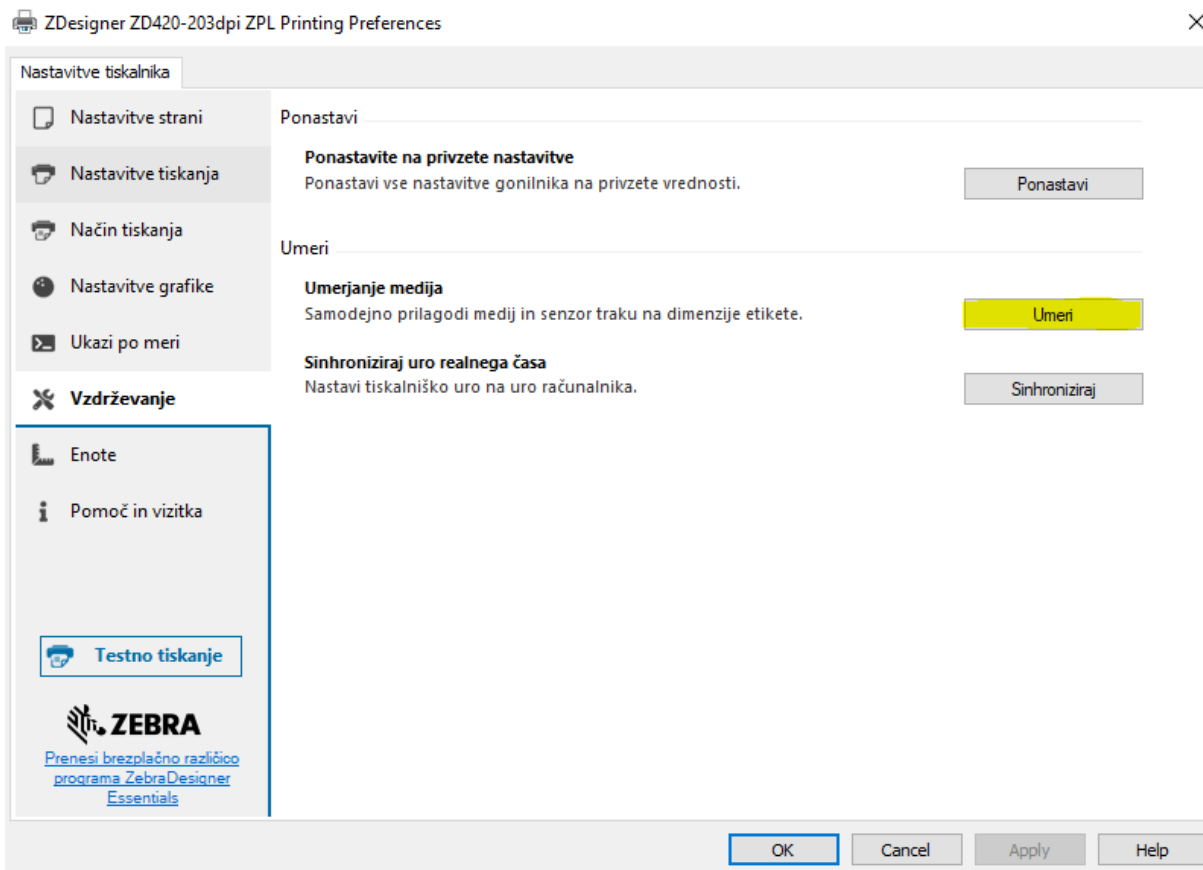 ZDesigner ZD420-203dpi ZPL Printing Preferences
Nastavitve tiskalnika
Nastavitve strani
Nastavitve tiskanja
Način tiskanja
Nastavitve grafike
Ukazi po meri
Vzdrževanje
Enote
Pomoč in vizitka
Testno tiskanje
ZEBRA
Prenesi brezplačno različico
programa ZebraDesigner
Essentials
Ponastavi
Ponastavite na privzete nastavitve
Ponastavi vse nastavitve gonilnika na privzete vrednosti.
Ponastavi
Umeri
Umerjanje medija
Samodejno prilagodi medij in senzor traku na dimenzije etikete.
Umeri
Sinhroniziraj uro realnega časa
Nastavi tiskalniško uro na uro računalnika.
Sinhroniziraj
OK
Cancel
Apply
Help